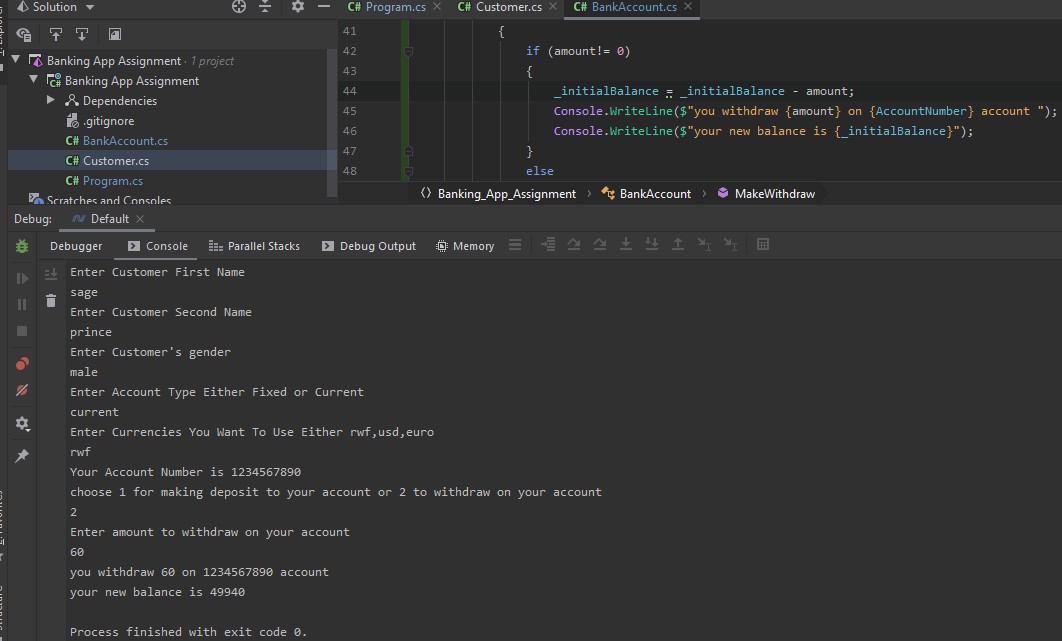 Solution
Program.cs
Customer.cs
BankAccount.cs
Banking App Assignment · 1 project
Banking App Assignment
Dependencies
.gitignore
C# BankAccount.cs
C# Customer.cs
C# Program.cs
Scratches and Consoles
41 {
42 if (amount!= 0)
43 {
44 _initialBalance = _initialBalance - amount;
45 Console.WriteLine($"you withdraw {amount} on {AccountNumber} account ");
46 Console.WriteLine($"your new balance is {_initialBalance}");
47 }
48 else
Banking_App_Assignment › BankAccount › MakeWithdraw
Debug: Default
Debugger Console Parallel Stacks Debug Output Memory
Enter Customer First Name
sage
Enter Customer Second Name
prince
Enter Customer's gender
male
Enter Account Type Either Fixed or Current
current
Enter Currencies You Want To Use Either rwf,usd,euro
rwf
Your Account Number is 1234567890
choose 1 for making deposit to your account or 2 to withdraw on your account
2
Enter amount to withdraw on your account
60
you withdraw 60 on 1234567890 account
your new balance is 49940
Process finished with exit code 0.